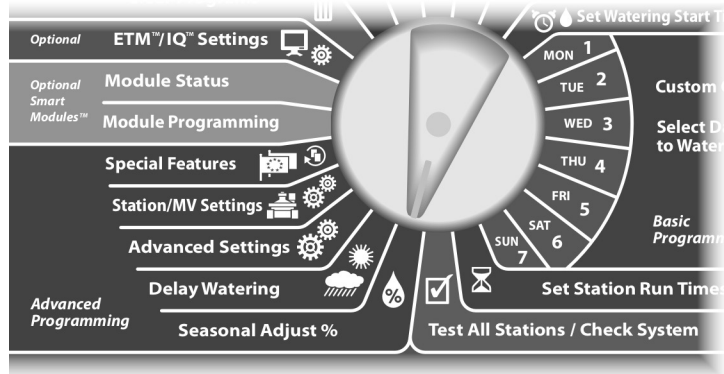 Set Watering Start T
Optional
ETM™/IQ™ Settings
Optional
Smart
Modules™
Module Status
Module Programming
Special Features
Station/MV Settings
Advanced Settings
Delay Watering
Advanced
Programming
Seasonal Adjust %
%
MON 1
TUE 2
WED 3
THU 4
FRI 5
SAT 6
SUN 7
Custom
Select D
to Water
Basic
Programm
Set Station Run Times
Test All Stations / Check System